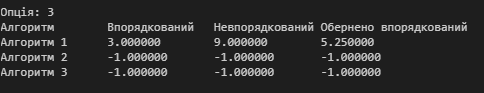 Опція: 3
Алгоритм Впорядкований Невпорядкований Обернено впорядкований
Алгоритм 1 3.000000 9.000000 5.250000
Алгоритм 2 -1.000000 -1.000000 -1.000000
Алгоритм 3 -1.000000 -1.000000 -1.000000